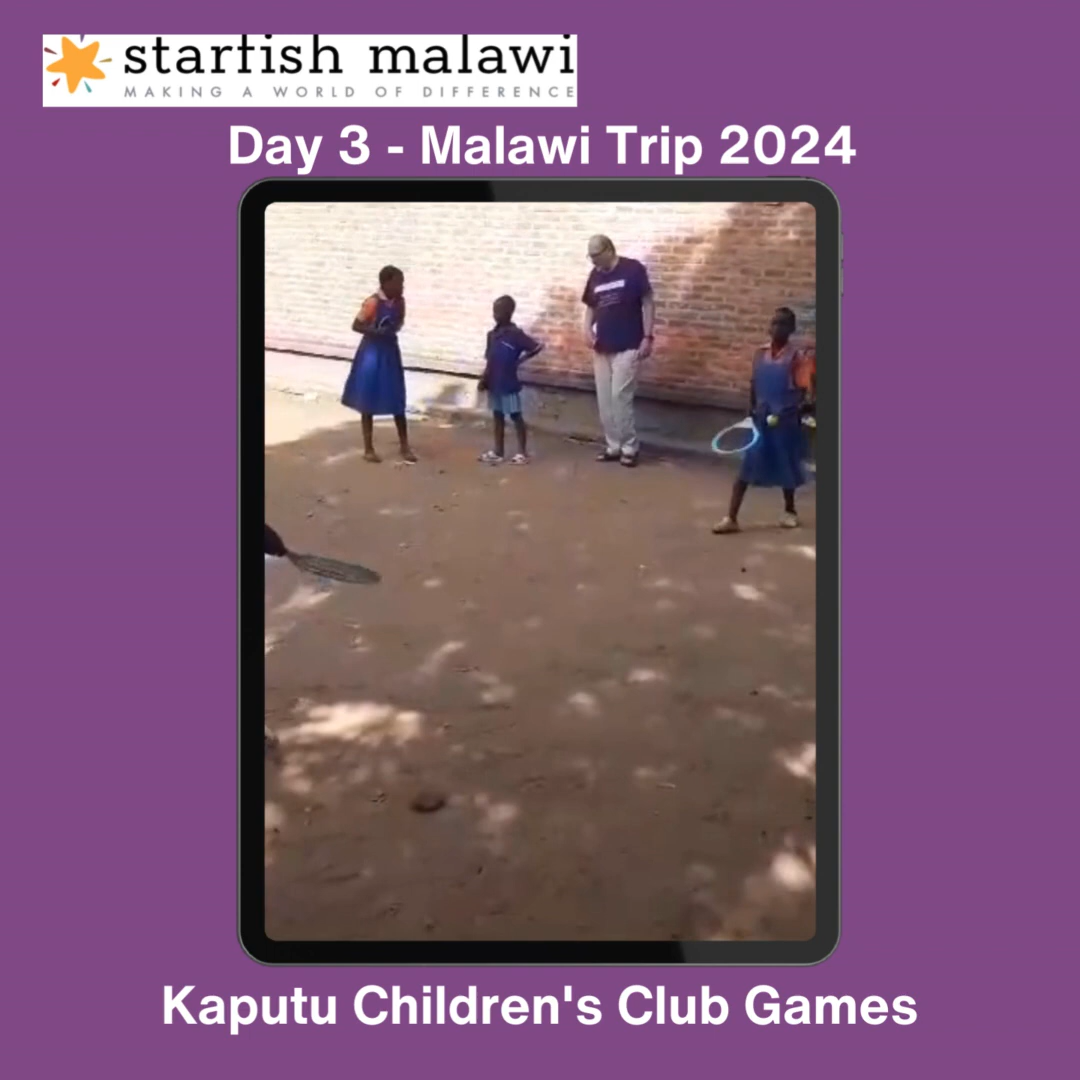 starfish malawi
MAKING A WORLD OF DIFFERENCE
Day 3 - Malawi Trip 2024
Kaputu Children's Club Games